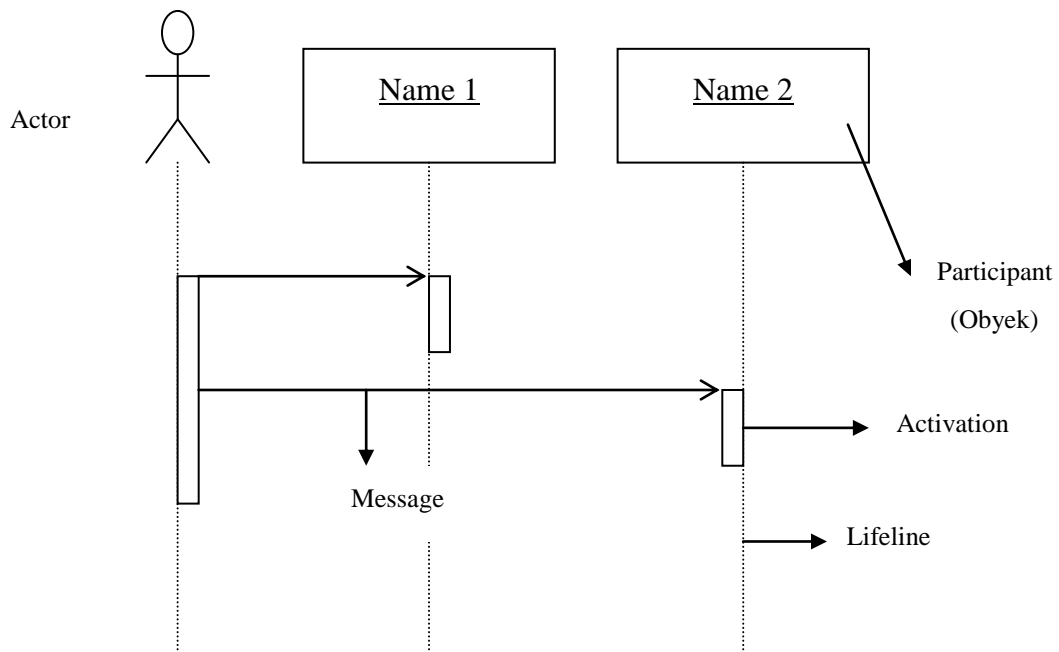 Name 1
Name 2
Actor
Participant
(Obyek)
Activation
Message
Lifeline